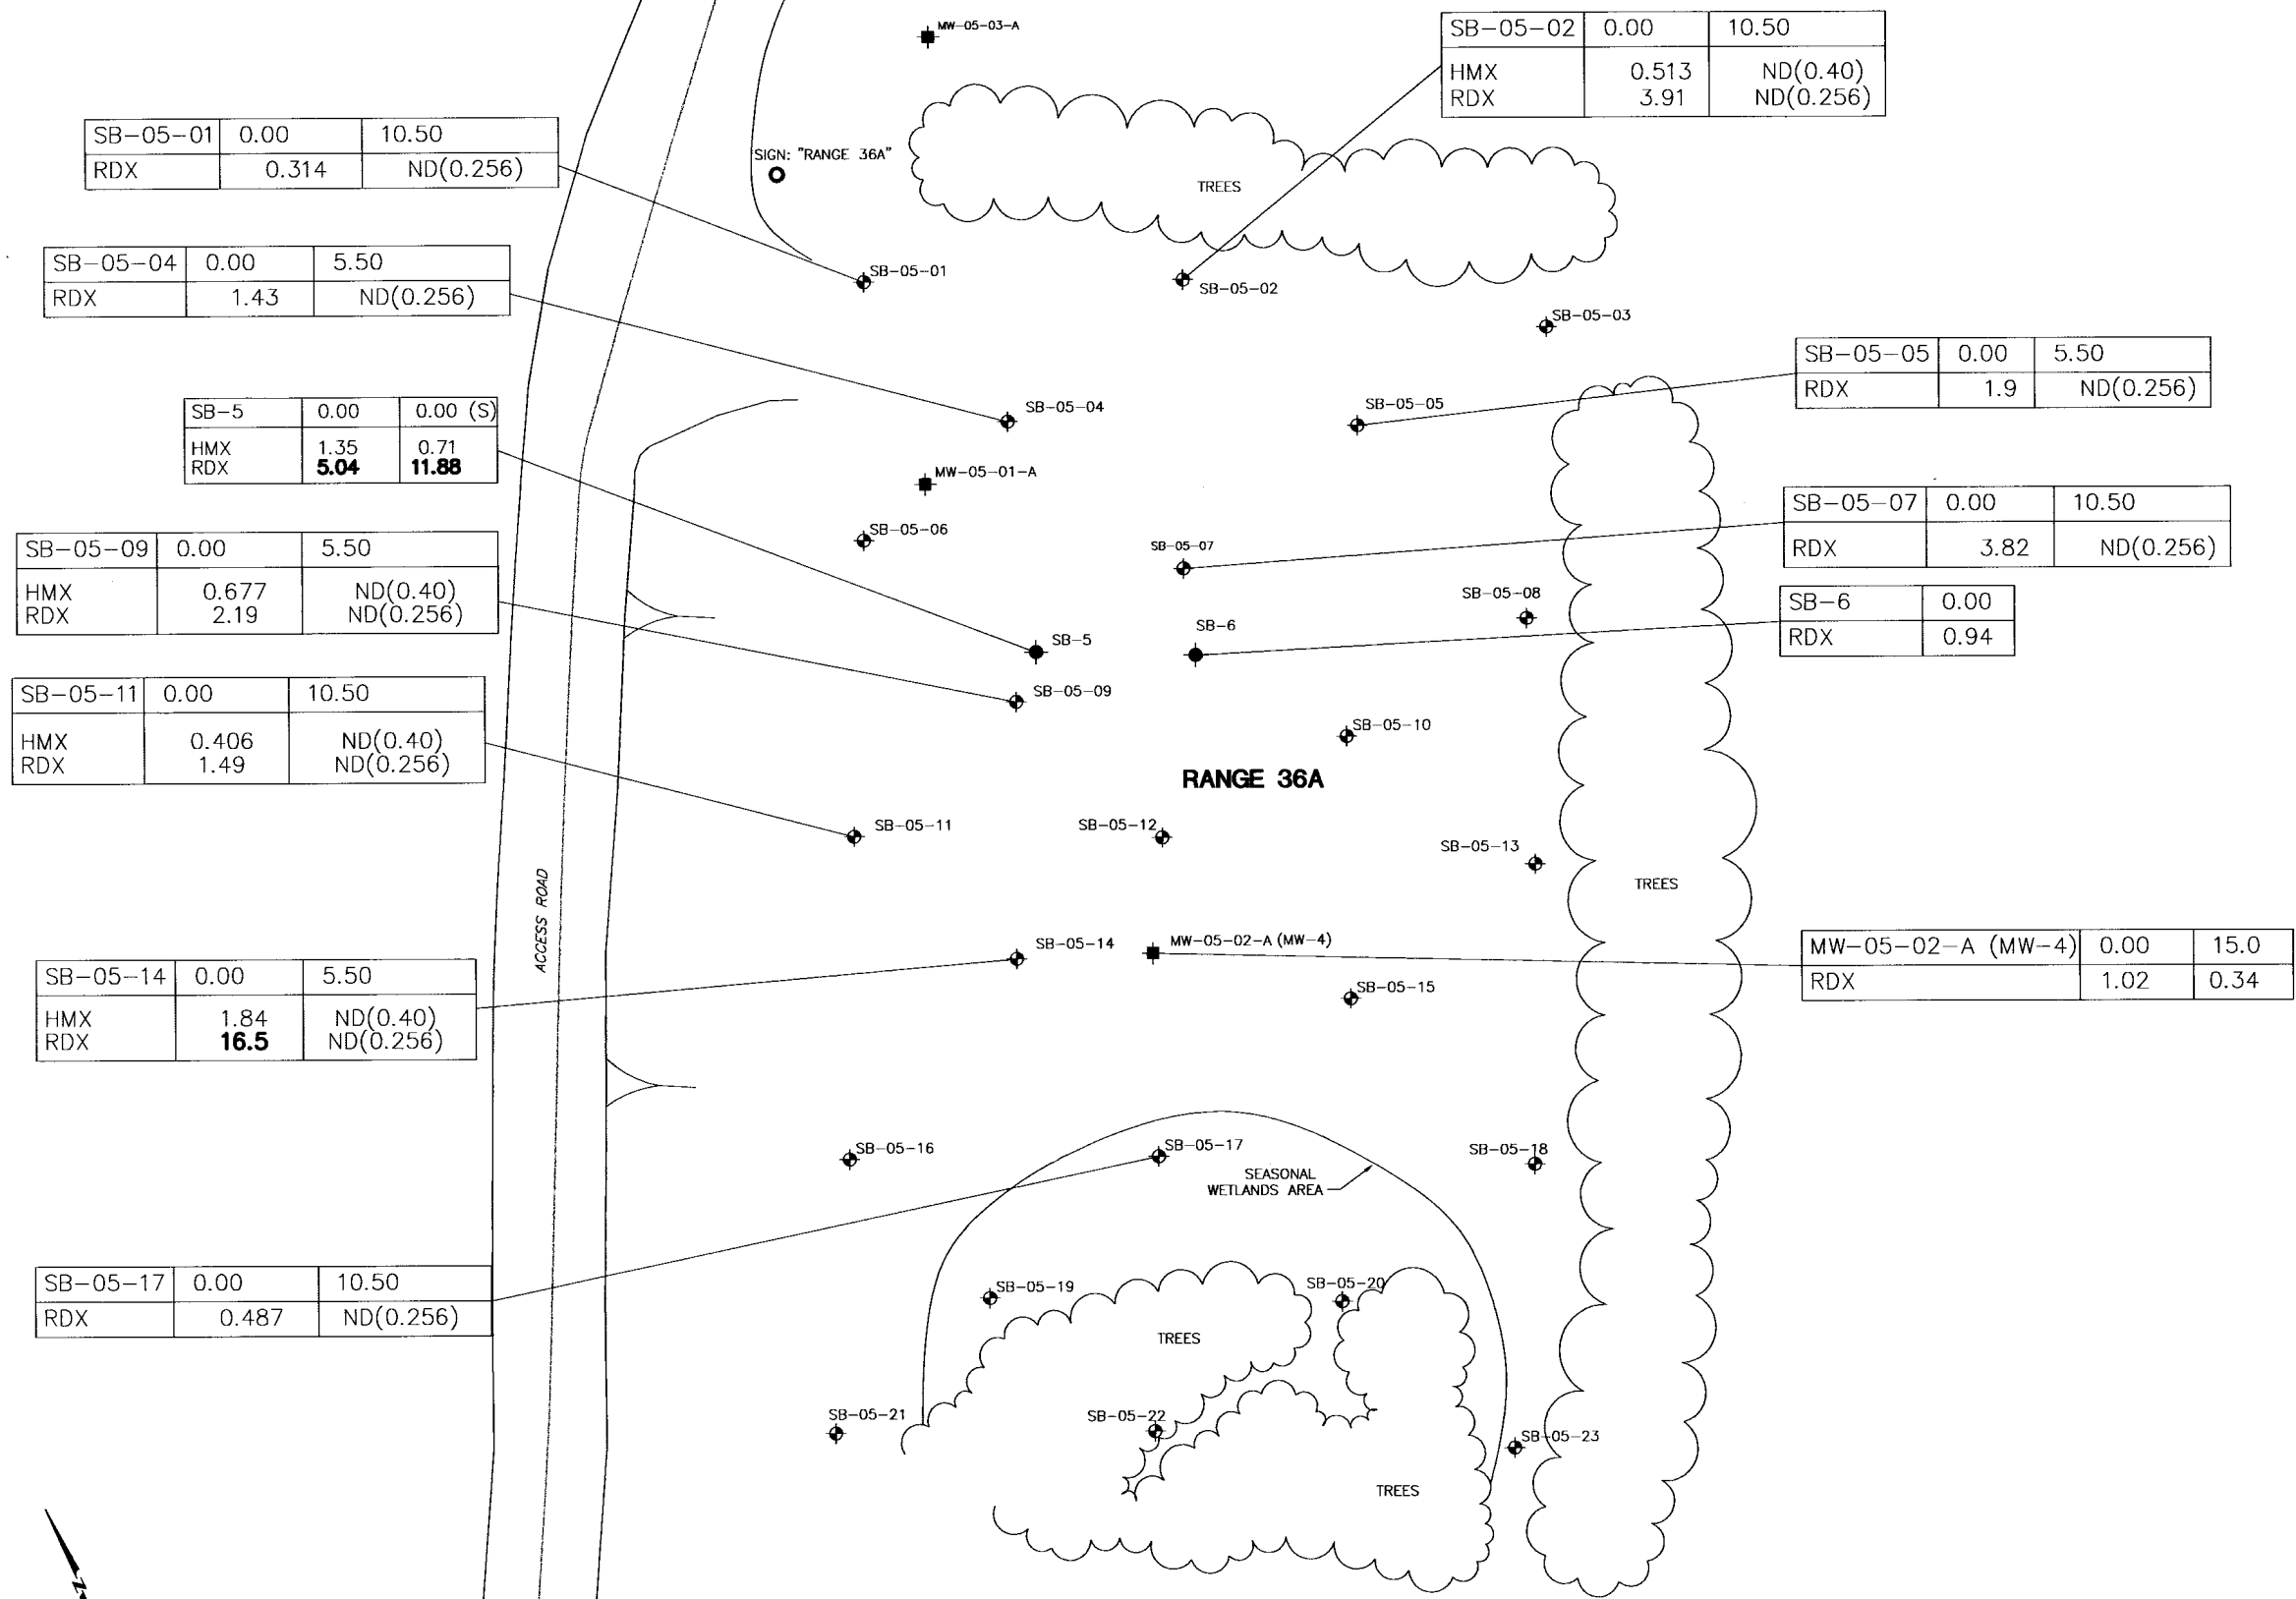 MW-05-03-A
SB-05-02 0.00 10.50
HMX 0.513 ND(0.40)
RDX 3.91 ND(0.256)
SB-05-01 0.00 10.50
RDX 0.314 ND(0.256)
SIGN: "RANGE 36A"
TREES
SB-05-04 0.00 5.50
RDX 1.43 ND(0.256)
SB-05-01
SB-05-02
SB-05-03
SB-05-05 0.00 5.50
RDX 1.9 ND(0.256)
SB-5 0.00 0.00 (S)
HMX 1.35 0.71
RDX 5.04 11.88
SB-05-04
SB-05-05
MW-05-01-A
SB-05-07 0.00 10.50
RDX 3.82 ND(0.256)
SB-05-09 0.00 5.50
HMX 0.677 ND(0.40)
RDX 2.19 ND(0.256)
SB-05-06
SB-05-07
SB-05-08
SB-6 0.00
RDX 0.94
SB-5
SB-6
SB-05-11 0.00 10.50
HMX 0.406 ND(0.40)
RDX 1.49 ND(0.256)
SB-05-09
SB-05-10
RANGE 36A
SB-05-11
SB-05-12
SB-05-13
TREES
ACCESS ROAD
SB-05-14
MW-05-02-A (MW-4)
MW-05-02-A (MW-4) 0.00 15.0
RDX 1.02 0.34
SB-05-14 0.00 5.50
HMX 1.84 ND(0.40)
RDX 16.5 ND(0.256)
SB-05-15
SB-05-16
SB-05-17
SB-05-18
SEASONAL
WETLANDS AREA
SB-05-17 0.00 10.50
RDX 0.487 ND(0.256)
SB-05-19
SB-05-20
TREES
SB-05-21
SB-05-22
SB-05-23
TREES
N